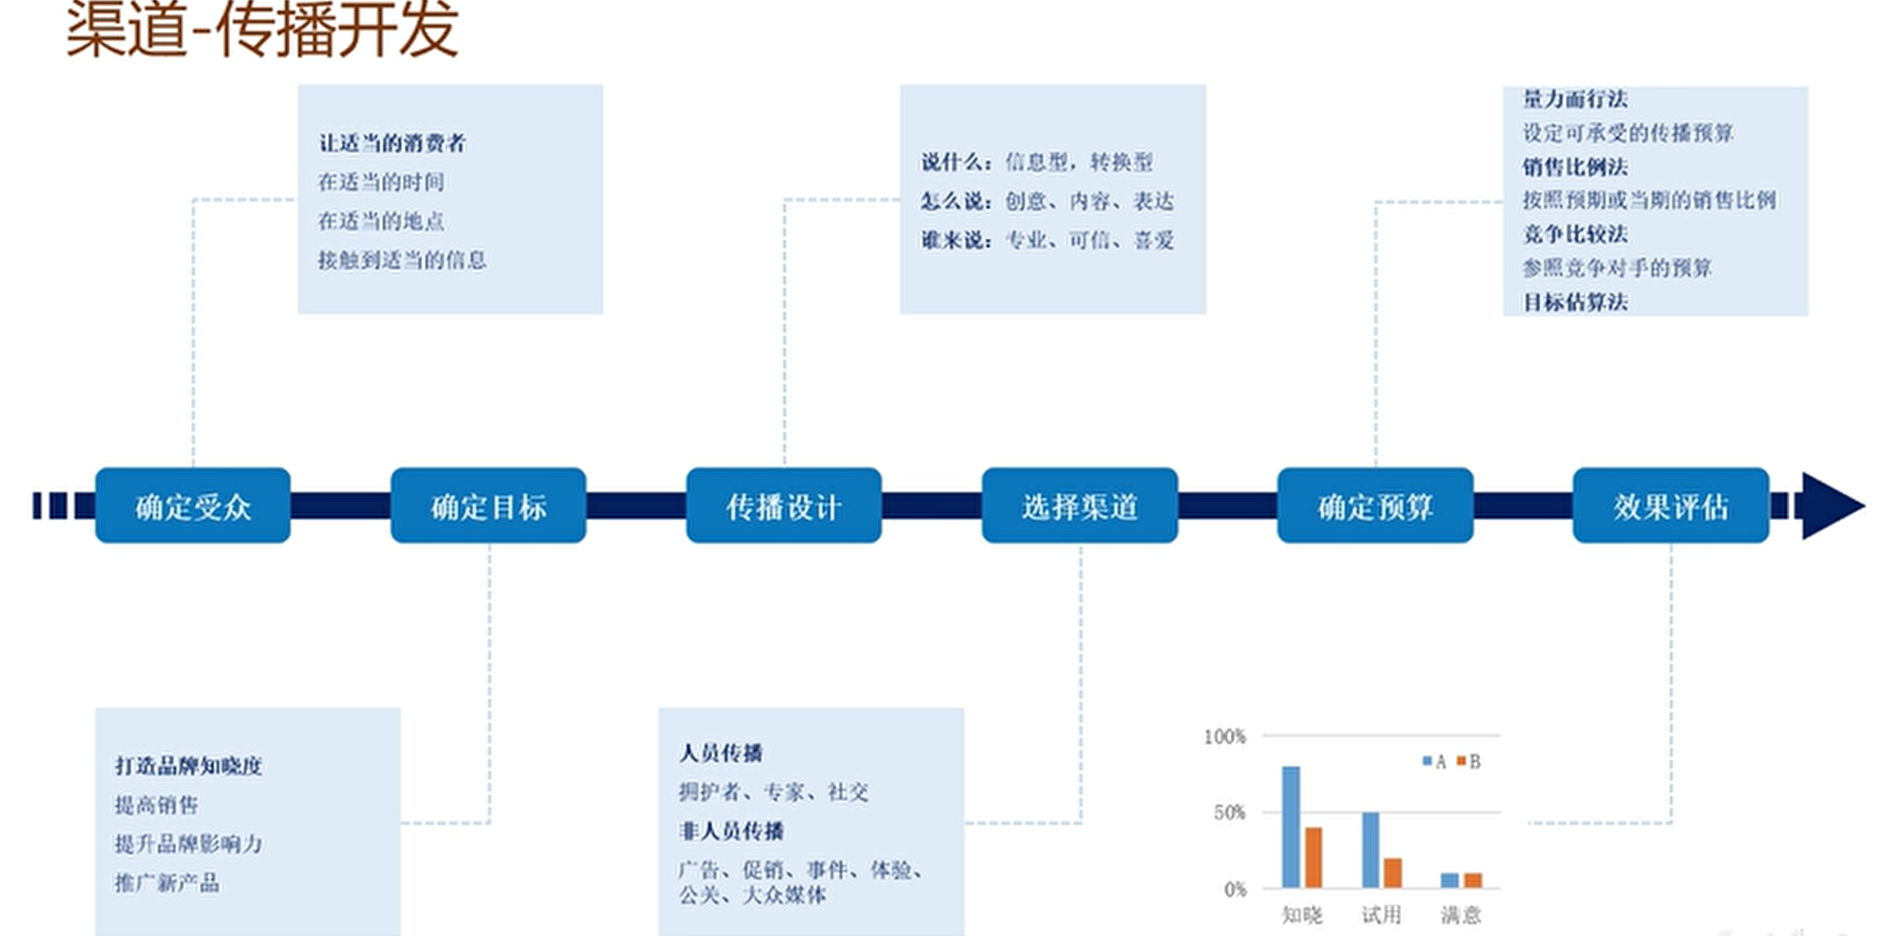 渠道-传播开发
让适当的消费者
在适当的时间
在适当的地点
接触到适当的信息
说什么：信息型，转换型
怎么说：创意、内容、表达
谁来说：专业、可信、喜爱
量力而行法
设定可承受的传播预算
销售比例法
按照预期或当期的销售比例
竞争比较法
参照竞争对手的预算
目标估算法
确定受众
确定目标
传播设计
选择渠道
确定预算
效果评估
打造品牌知晓度
提高销售
提升品牌影响力
推广新产品
人员传播
拥护者、专家、社交
非人员传播
广告、促销、事件、体验、
公关、大众媒体
100%
50%
0%
A B
知晓 试用 满意